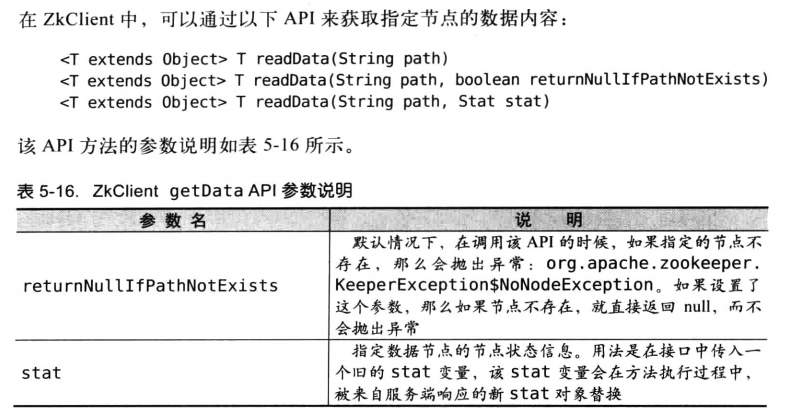 在 ZkClient 中，可以通过以下 API 来获取指定节点的数据内容：
<T extends Object> T readData(String path)
<T extends Object> T readData(String path, boolean returnNullIfPathNotExists)
<T extends Object> T readData(String path, Stat stat)
该 API 方法的参数说明如表 5-16 所示。
表 5-16. ZkClient getData API 参数说明
参 数 名
说 明
returnNullIfPathNotExists
默认情况下，在调用该 API 的时候，如果指定的节点不
存在，那么会抛出异常：org.apache.zookeeper.
KeeperException$NoNodeException。如果设置了
这个参数，那么如果节点不存在，就直接返回 null，而不
会抛出异常
stat
指定数据节点的节点状态信息。用法是在接口中传入一
个旧的 stat 变量，该 stat 变量会在方法执行过程中，
被来自服务端响应的新 stat 对象替换